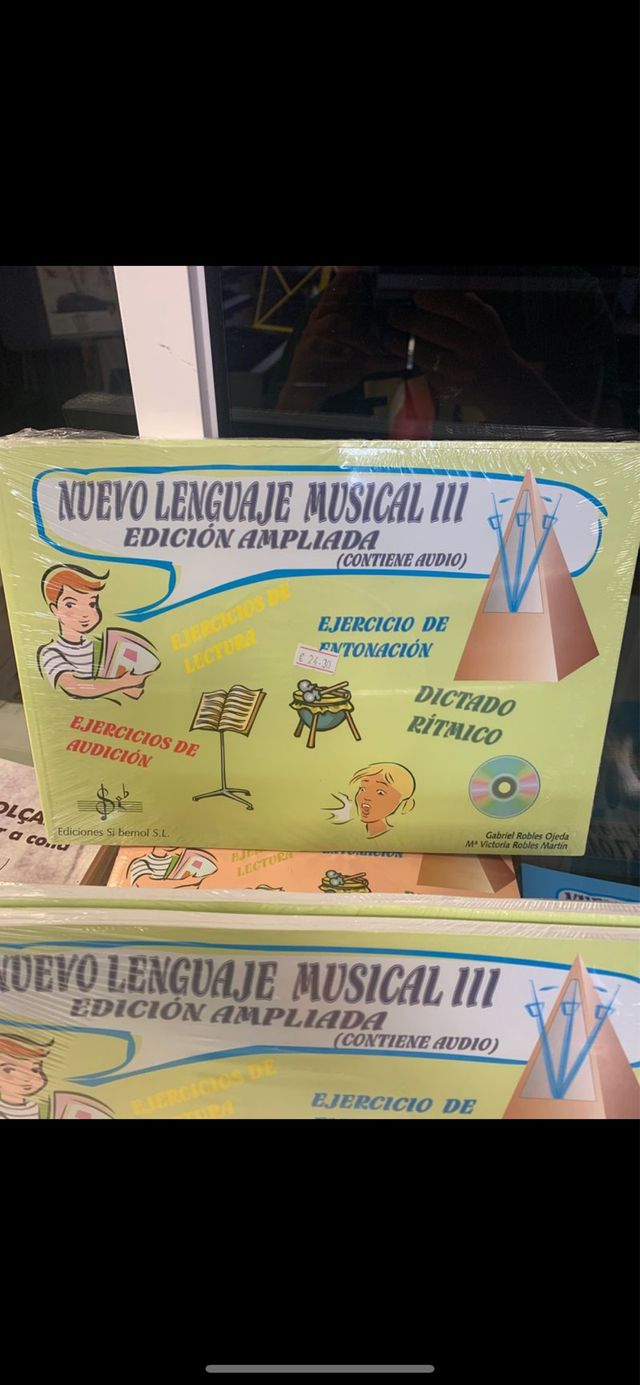 NUEVO LENGUAJE MUSICAL III
EDICIÓN AMPLIADA
(CONTIENE AUDIO)
EJERCICIOS DE
LECTURA
EJERCICIO DE
ENTONACIÓN
€ 24.30
DICTADO
RÍTMICO
EJERCICIOS DE
AUDICIÓN
Ediciones Si bemol S.L.
Gabriel Robles Ojeda
Mª Victoria Robles Martín
LECTURA
ENTONACIÓN
NUEVO LENGUAJE MUSICAL III
EDICIÓN AMPLIADA
(CONTIENE AUDIO)
EJERCICIOS DE
EJERCICIO DE